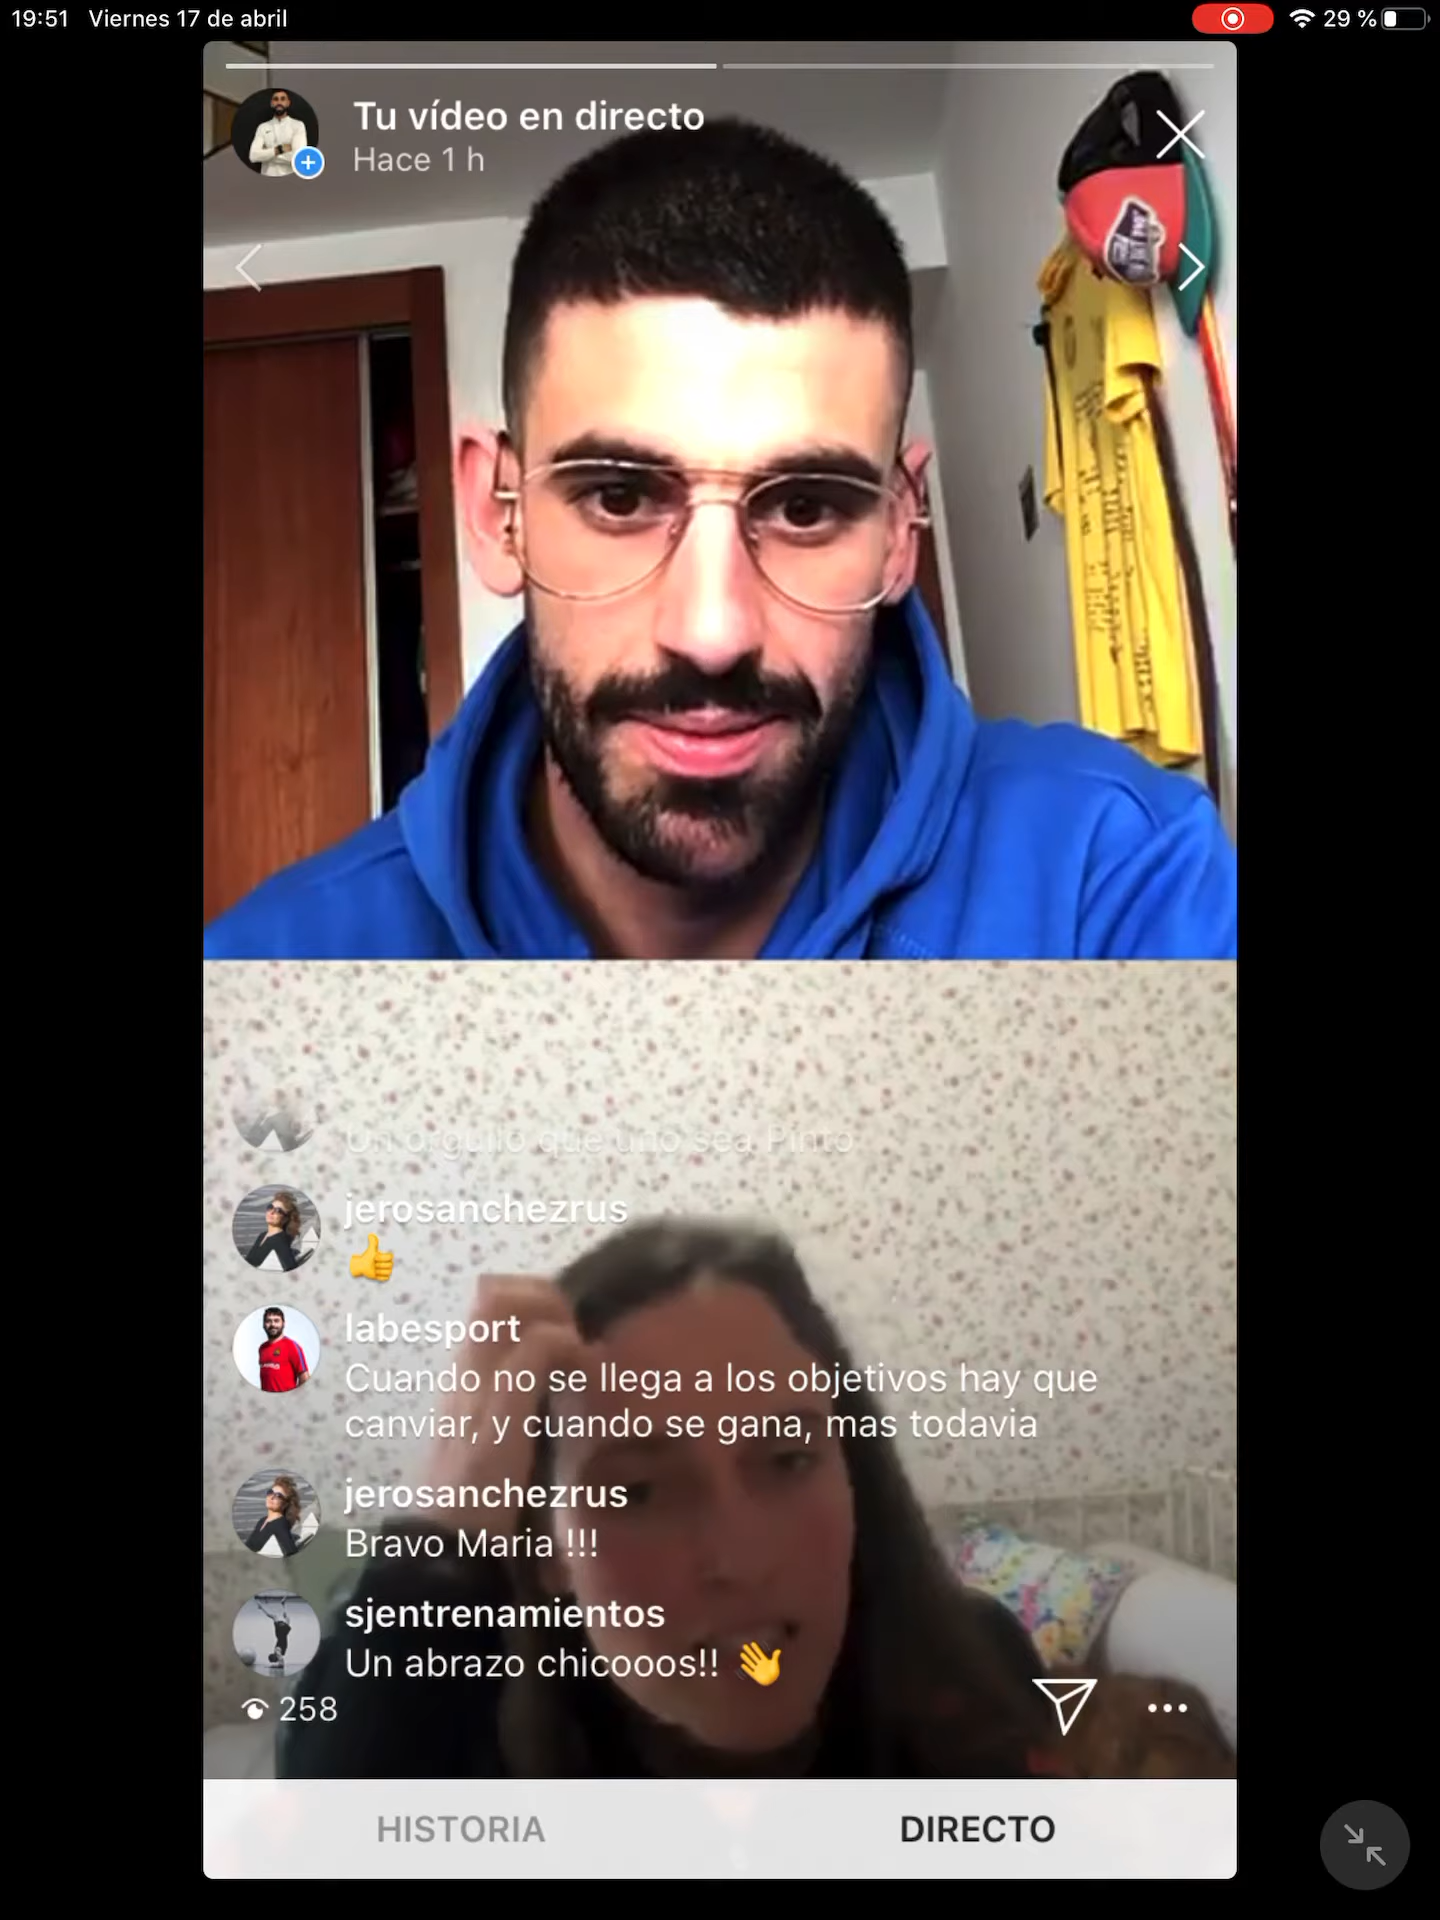 19:51 Viernes 17 de abril
29 %
Tu vídeo en directo
Hace 1 h
Un orgullo que uno sea Pinto
jerosanchezrus
👍
labesport
Cuando no se llega a los objetivos hay que
canviar, y cuando se gana, mas todavia
jerosanchezrus
Bravo Maria !!!
sjentrenamientos
Un abrazo chicooos!! 👋
258
HISTORIA
DIRECTO